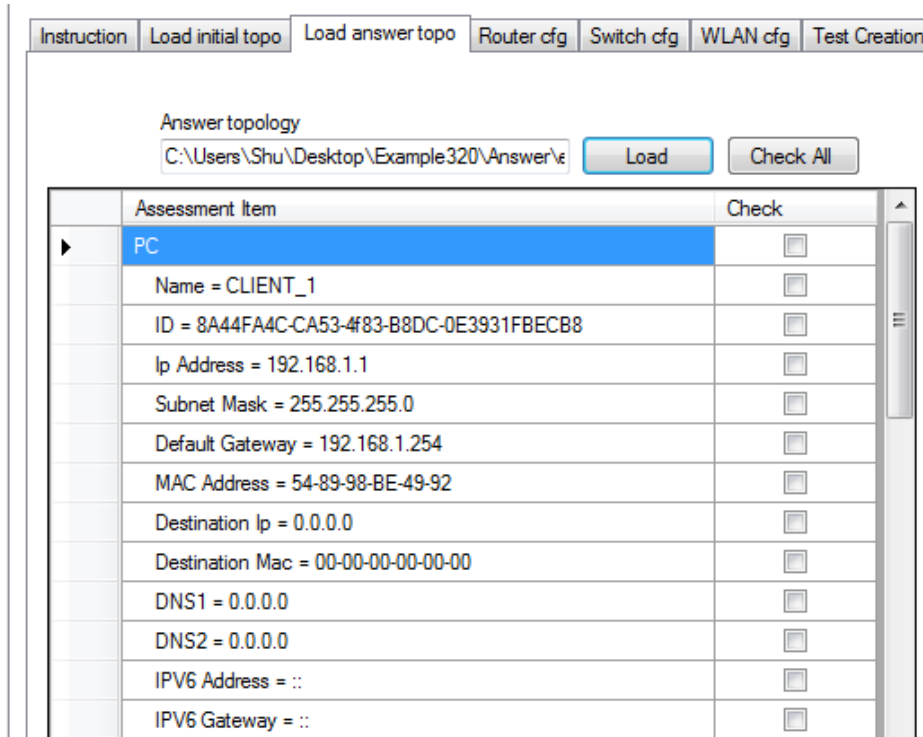 Instruction Load initial topo Load answer topo Router cfg Switch cfg WLAN cfg Test Creation
Answer topology
C:\Users\Shu\Desktop\Example320\Answer\e Load Check All
Assessment Item Check
PC
Name = CLIENT_1
ID = 8A44FA4C-CA53-4f83-B8DC-0E3931FBECB8
Ip Address = 192.168.1.1
Subnet Mask = 255.255.255.0
Default Gateway = 192.168.1.254
MAC Address = 54-89-98-BE-49-92
Destination Ip = 0.0.0.0
Destination Mac = 00-00-00-00-00-00
DNS1 = 0.0.0.0
DNS2 = 0.0.0.0
IPV6 Address = ::
IPV6 Gateway = ::